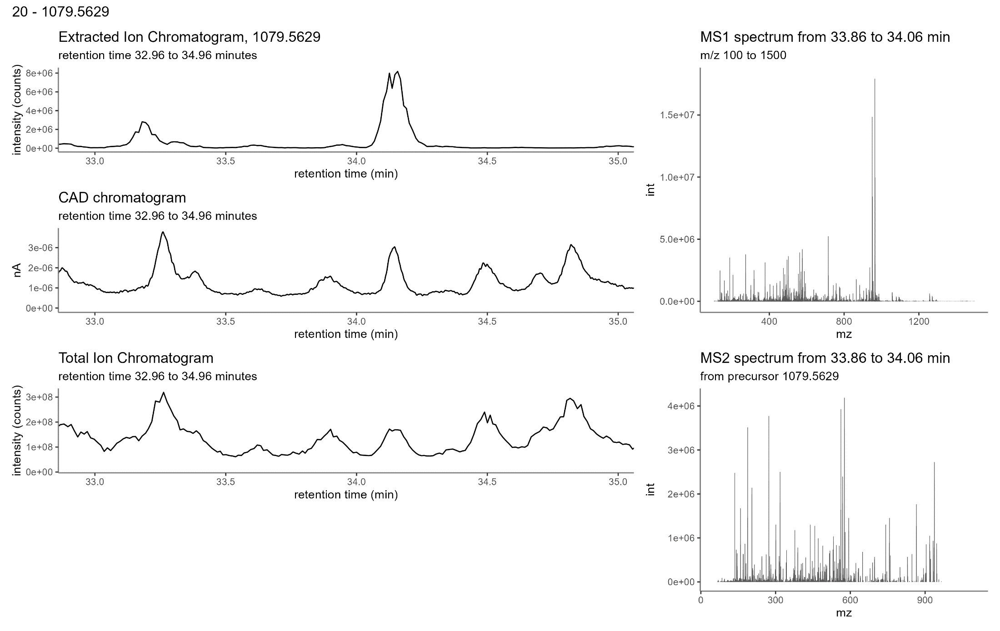 20 - 1079.5629
Extracted Ion Chromatogram, 1079.5629
retention time 32.96 to 34.96 minutes
intensity (counts)
8e+06
6e+06
4e+06
2e+06
0e+00
33.0 33.5 34.0 34.5 35.0
retention time (min)
CAD chromatogram
retention time 32.96 to 34.96 minutes
nA
3e-06
2e-06
1e-06
0e+00
33.0 33.5 34.0 34.5 35.0
retention time (min)
Total Ion Chromatogram
retention time 32.96 to 34.96 minutes
intensity (counts)
3e+08
2e+08
1e+08
0e+00
33.0 33.5 34.0 34.5 35.0
retention time (min)
MS1 spectrum from 33.86 to 34.06 min
m/z 100 to 1500
int
1.5e+07
1.0e+07
5.0e+06
0.0e+00
400 800 1200
mz
MS2 spectrum from 33.86 to 34.06 min
from precursor 1079.5629
int
4e+06
3e+06
2e+06
1e+06
0e+00
0 300 600 900
mz